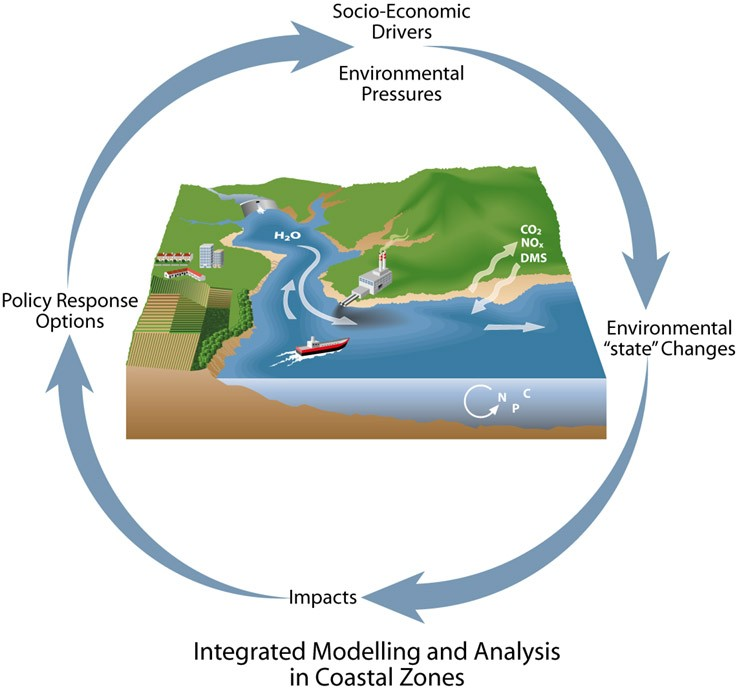 Socio-Economic
Drivers
Environmental
Pressures
H₂O
CO₂
NOₓ
DMS
Policy Response
Options
Environmental
“state” Changes
N C
P
Impacts
Integrated Modelling and Analysis
in Coastal Zones